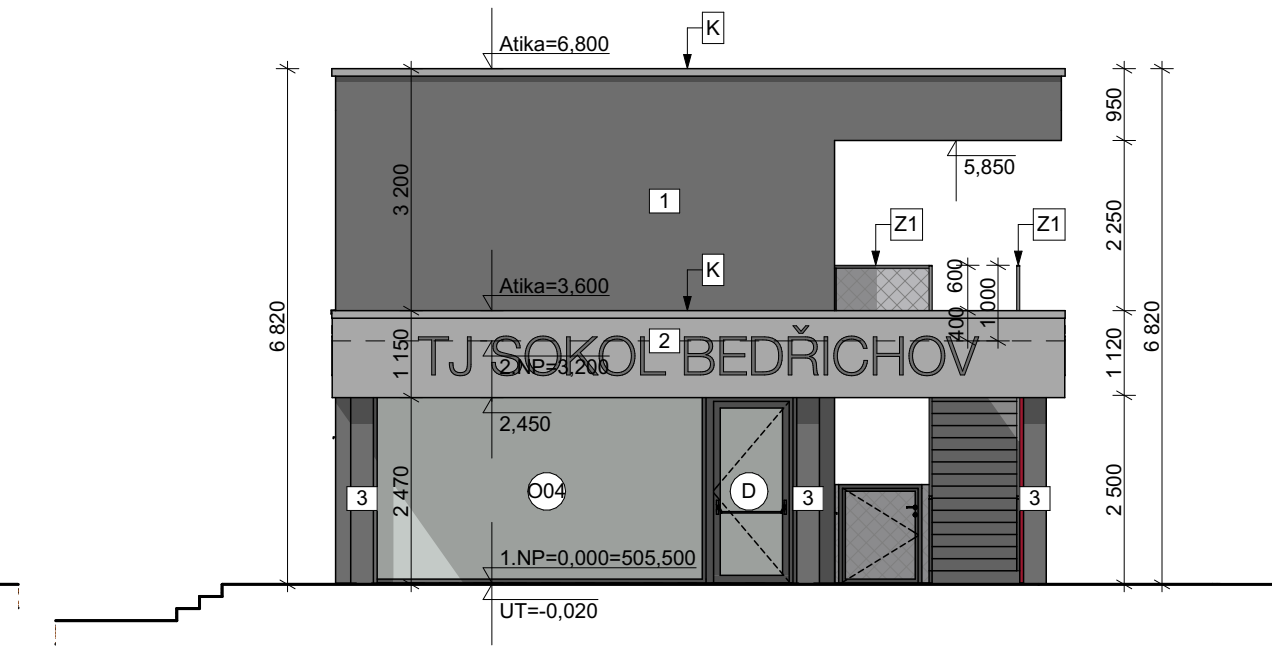 K
Atika=6,800
950
5,850
3 200
1
2 250
Z1
Z1
K
600
Atika=3,600
1 000
400
6 820
6 820
2
1 150
TJ SOKOL BEDŘICHOV
1 120
2.NP=3,200
2,450
2 470
3
O04
D
3
3
2 500
1.NP=0,000=505,500
UT=-0,020